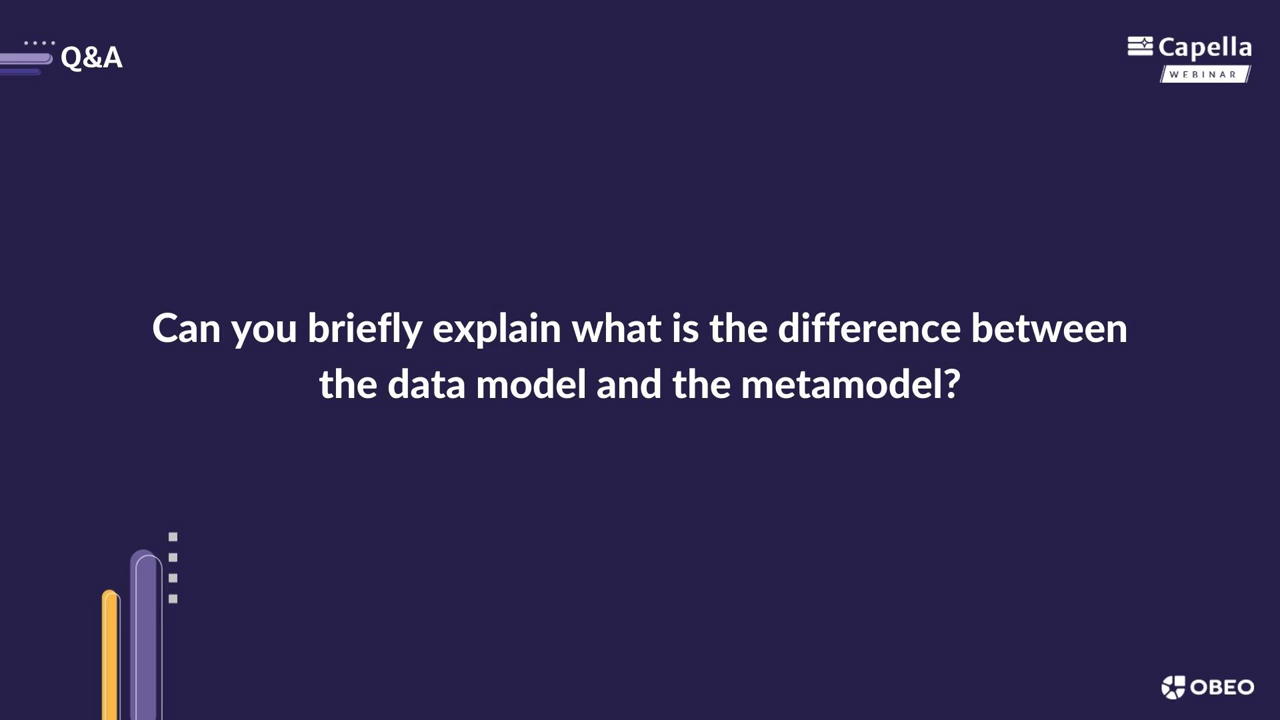 Q&A
Capella
WEBINAR
Can you briefly explain what is the difference between
the data model and the metamodel?
OBEO